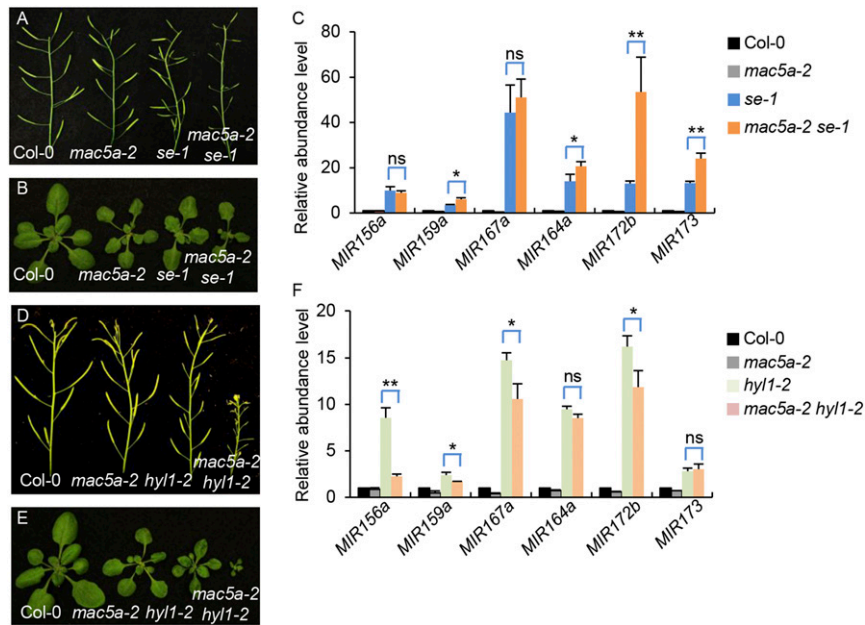 A
Col-0 mac5a-2 se-1 mac5a-2
se-1
B
Col-0 mac5a-2 se-1 mac5a-2
se-1
C
Relative abundance level
80
60
40
20
0
ns
*
ns
*
**
**
MIR156a
MIR159a
MIR167a
MIR164a
MIR172b
MIR173
Col-0
mac5a-2
se-1
mac5a-2 se-1
D
Col-0 mac5a-2 hyl1-2 mac5a-2
hyl1-2
E
Col-0 mac5a-2 hyl1-2 mac5a-2
hyl1-2
F
Relative abundance level
20
15
10
5
0
**
*
*
ns
*
ns
MIR156a
MIR159a
MIR167a
MIR164a
MIR172b
MIR173
Col-0
mac5a-2
hyl1-2
mac5a-2 hyl1-2